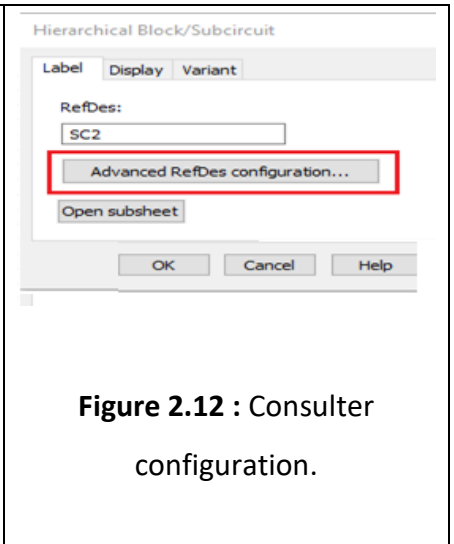 Hierarchical Block/Subcircuit
Label Display Variant
RefDes:
SC2
Advanced RefDes configuration...
Open subsheet
OK Cancel Help
Figure 2.12 : Consulter
configuration.